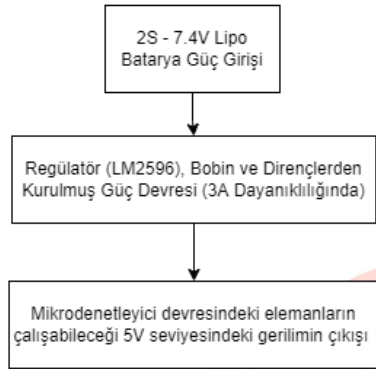 2S - 7.4V Lipo
Batarya Güç Girişi
Regülatör (LM2596), Bobin ve Dirençlerden
Kurulmuş Güç Devresi (3A Dayanıklılığında)
Mikrodenetleyici devresindeki elemanların
çalışabileceği 5V seviyesindeki gerilimin çıkışı